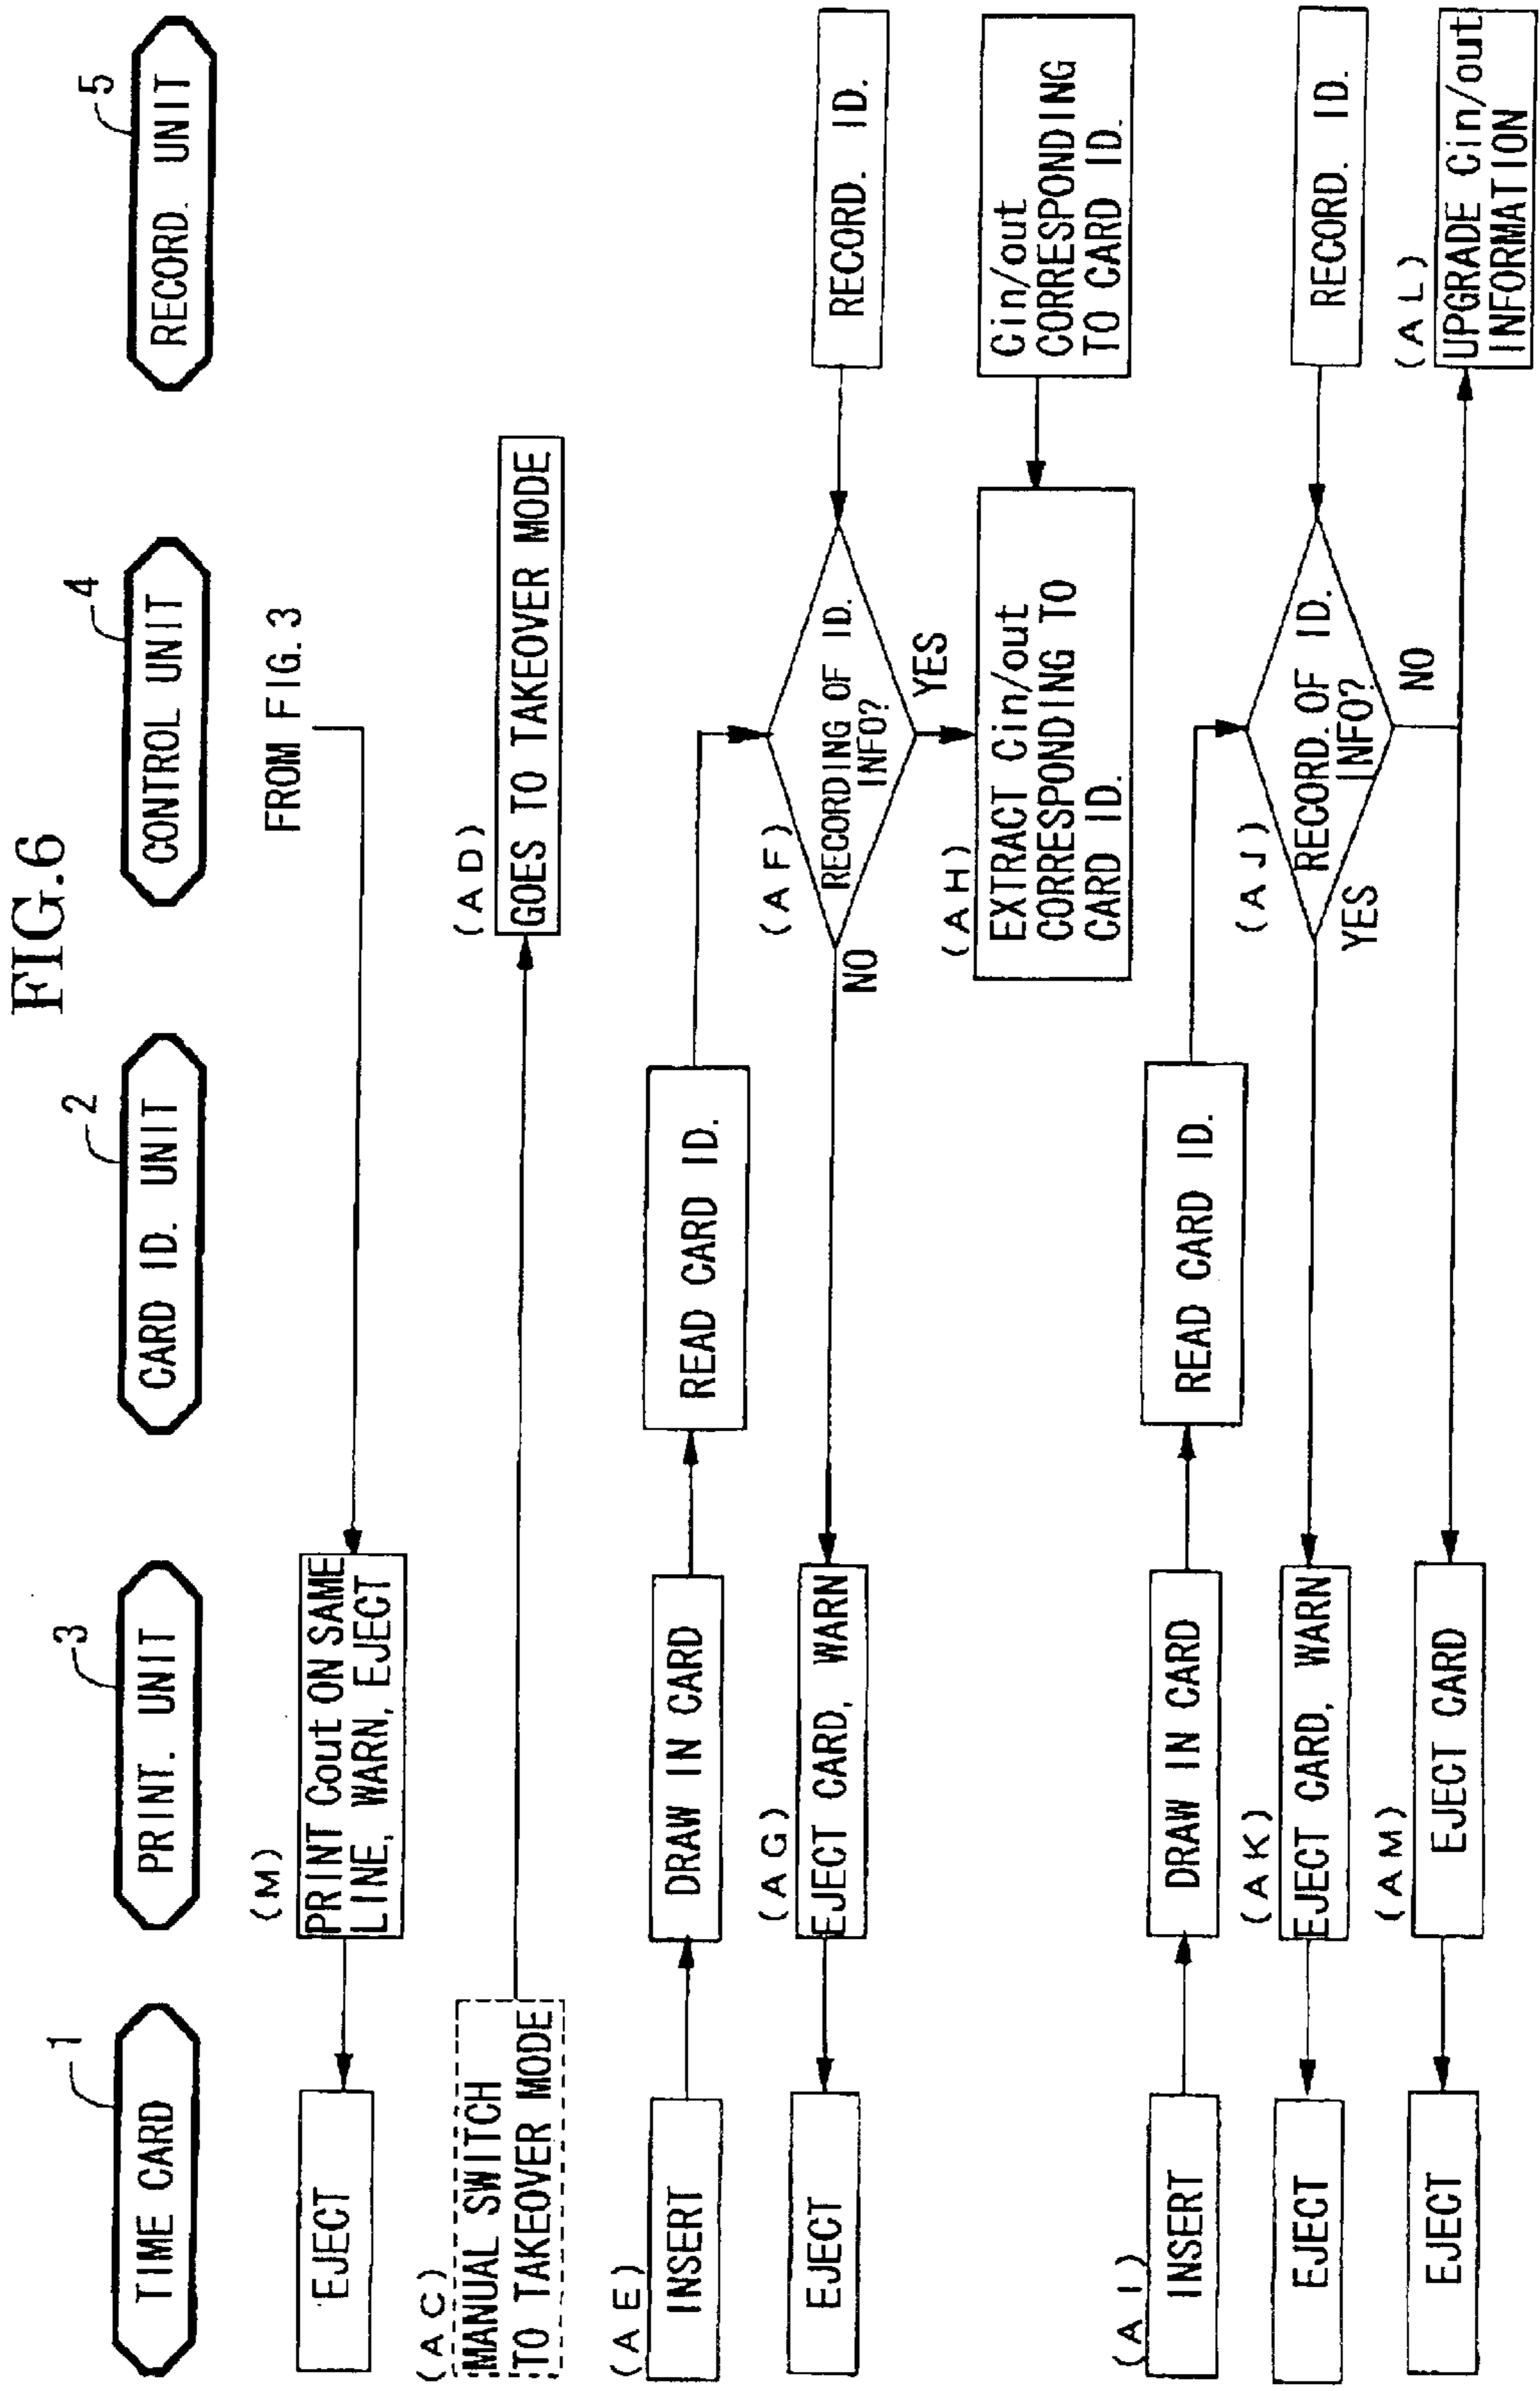 FIG.6
1
TIME CARD
3
PRINT. UNIT
2
CARD ID. UNIT
4
CONTROL UNIT
5
RECORD. UNIT
FROM FIG.3
(M)
EJECT
PRINT Cout ON SAME
LINE, WARN, EJECT
(AC)
MANUAL SWITCH
TO TAKEOVER MODE
(AD)
GOES TO TAKEOVER MODE
(AE)
INSERT
DRAW IN CARD
READ CARD ID.
(AF)
RECORDING OF ID.
INFO?
RECORD. ID.
NO
YES
(AG)
EJECT
EJECT CARD, WARN
(AH)
EXTRACT Cin/out
CORRESPONDING TO
CARD ID.
Cin/out
CORRESPONDING
TO CARD ID.
(AI)
INSERT
DRAW IN CARD
READ CARD ID.
(AJ)
RECORD. OF ID.
INFO?
RECORD. ID.
YES
NO
(AK)
EJECT
EJECT CARD, WARN
(AL)
UPGRADE Cin/out
INFORMATION
(AM)
EJECT
EJECT CARD